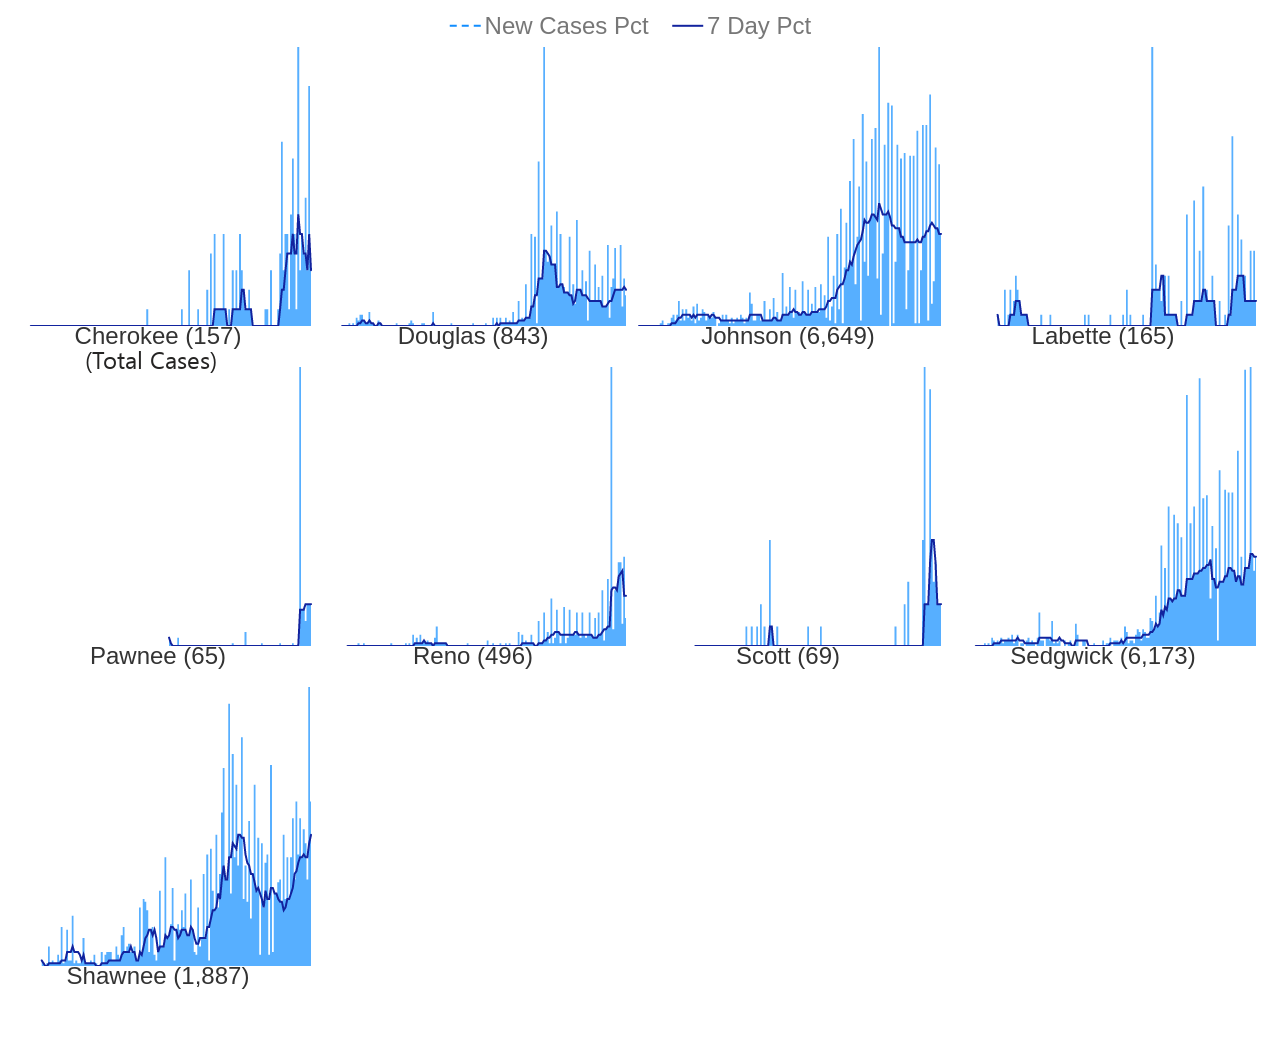 New Cases Pct 7 Day Pct
Cherokee (157) Douglas (843) Johnson (6,649) Labette (165)
(Total Cases)
Pawnee (65) Reno (496) Scott (69) Sedgwick (6,173)
Shawnee (1,887)